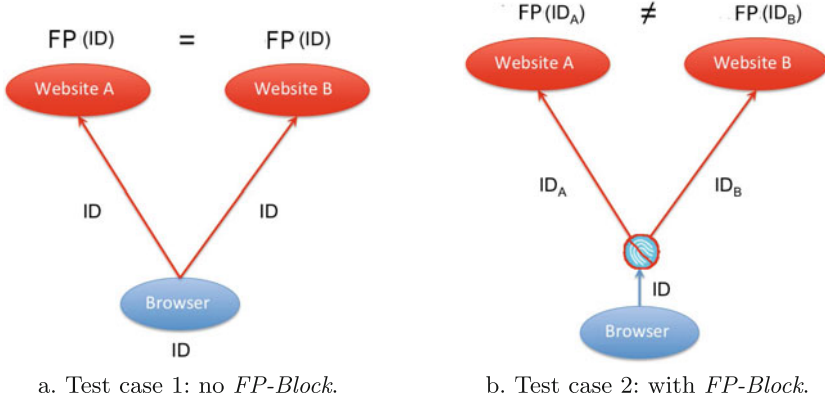 FP (ID) = FP (ID)
Website A Website B
ID ID
Browser
ID
a. Test case 1: no FP-Block.
FP (ID_A) ≠ FP (ID_B)
Website A Website B
ID_A ID_B
ID
Browser
b. Test case 2: with FP-Block.